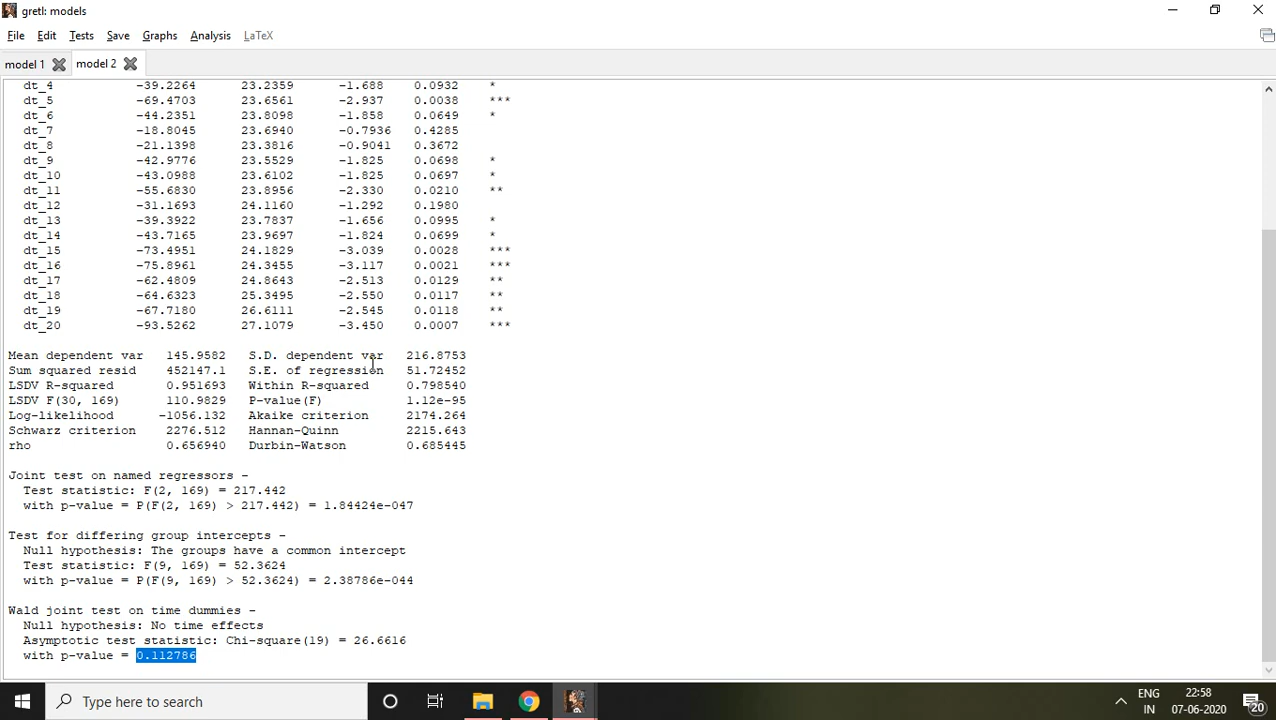 gretl: models
File Edit Tests Save Graphs Analysis LaTeX
model 1 model 2
dt_4 -39.2264 23.2359 -1.688 0.0932 *
dt_5 -69.4703 23.6561 -2.937 0.0038 ***
dt_6 -44.2351 23.8098 -1.858 0.0649 *
dt_7 -18.8045 23.6940 -0.7936 0.4285
dt_8 -21.1398 23.3816 -0.9041 0.3672
dt_9 -42.9776 23.5529 -1.825 0.0698 *
dt_10 -43.0988 23.6102 -1.825 0.0697 *
dt_11 -55.6830 23.8956 -2.330 0.0210 **
dt_12 -31.1693 24.1160 -1.292 0.1980
dt_13 -39.3922 23.7837 -1.656 0.0995 *
dt_14 -43.7165 23.9697 -1.824 0.0699 *
dt_15 -73.4951 24.1829 -3.039 0.0028 ***
dt_16 -75.8961 24.3455 -3.117 0.0021 ***
dt_17 -62.4809 24.8643 -2.513 0.0129 **
dt_18 -64.6323 25.3495 -2.550 0.0117 **
dt_19 -67.7180 26.6111 -2.545 0.0118 **
dt_20 -93.5262 27.1079 -3.450 0.0007 ***
Mean dependent var 145.9582 S.D. dependent var 216.8753
Sum squared resid 452147.1 S.E. of regression 51.72452
LSDV R-squared 0.951693 Within R-squared 0.798540
LSDV F(30, 169) 110.9829 P-value(F) 1.12e-95
Log-likelihood -1056.132 Akaike criterion 2174.264
Schwarz criterion 2276.512 Hannan-Quinn 2215.643
rho 0.656940 Durbin-Watson 0.685445
Joint test on named regressors -
Test statistic: F(2, 169) = 217.442
with p-value = P(F(2, 169) > 217.442) = 1.84424e-047
Test for differing group intercepts -
Null hypothesis: The groups have a common intercept
Test statistic: F(9, 169) = 52.3624
with p-value = P(F(9, 169) > 52.3624) = 2.38786e-044
Wald joint test on time dummies -
Null hypothesis: No time effects
Asymptotic test statistic: Chi-square(19) = 26.6616
with p-value = 0.112786
Type here to search
ENG
IN
22:58
07-06-2020
20